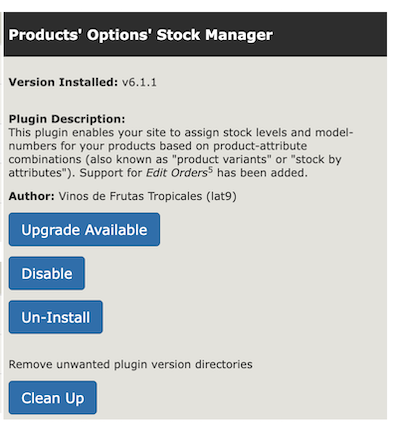 Products' Options' Stock Manager
Version Installed: v6.1.1
Plugin Description:
This plugin enables your site to assign stock levels and model-
numbers for your products based on product-attribute
combinations (also known as "product variants" or "stock by
attributes"). Support for Edit Orders⁵ has been added.
Author: Vinos de Frutas Tropicales (lat9)
Upgrade Available
Disable
Un-Install
Remove unwanted plugin version directories
Clean Up